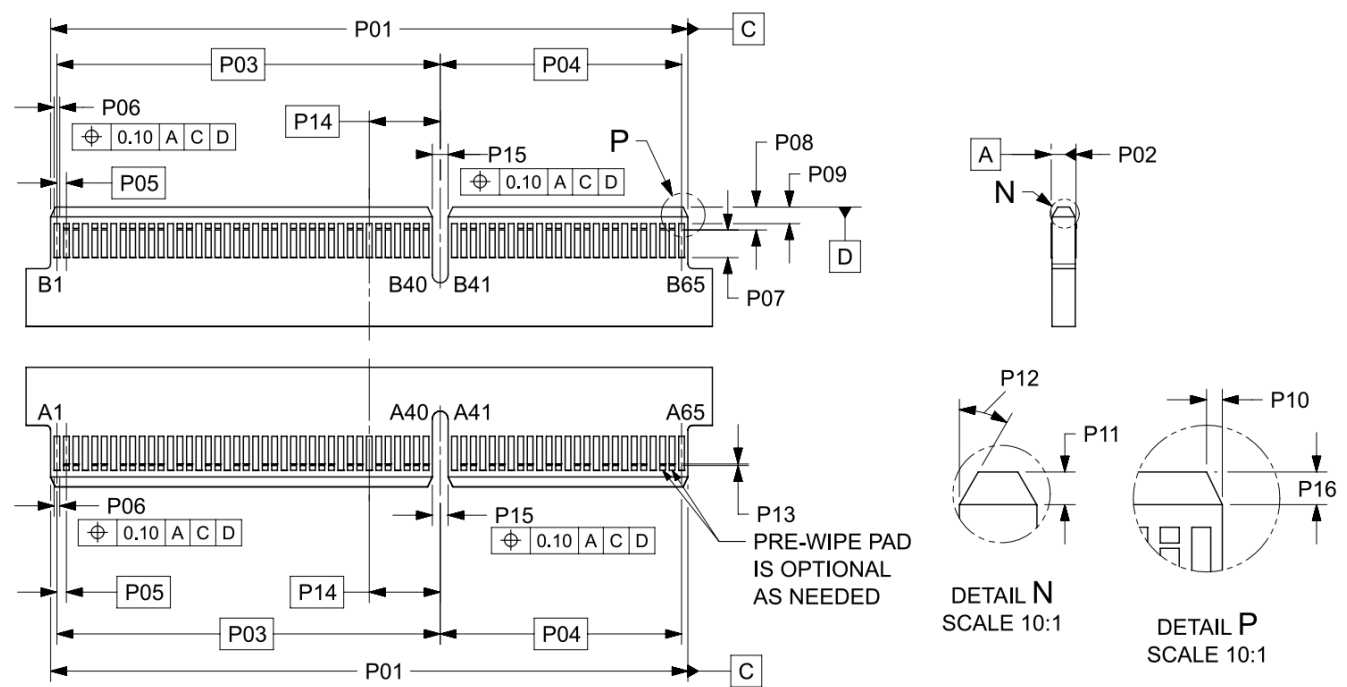 P01
C
P03
P04
P06
⌖ 0.10 A C D
P14
P15
⌖ 0.10 A C D
P
P08
P09
A
P02
P05
N
D
B1
B40
B41
B65
P07
A1
A40
A41
A65
P12
P10
P11
P16
P06
⌖ 0.10 A C D
P15
⌖ 0.10 A C D
P13
PRE-WIPE PAD
IS OPTIONAL
AS NEEDED
P05
P14
P03
P04
P01
C
DETAIL N
SCALE 10:1
DETAIL P
SCALE 10:1